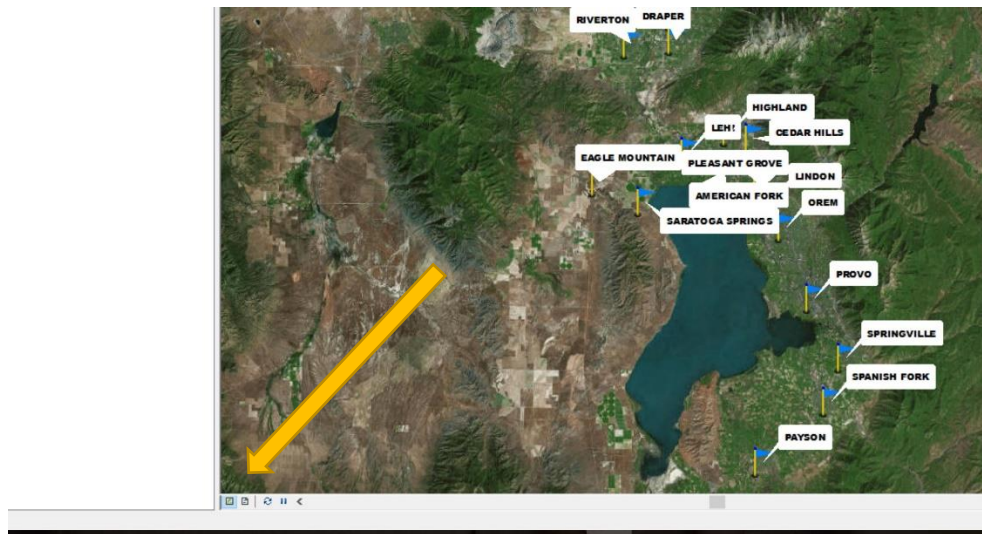 RIVERTON
DRAPER
HIGHLAND
LEHI
CEDAR HILLS
EAGLE MOUNTAIN
PLEASANT GROVE
LINDON
AMERICAN FORK
OREM
SARATOGA SPRINGS
PROVO
SPRINGVILLE
SPANISH FORK
PAYSON